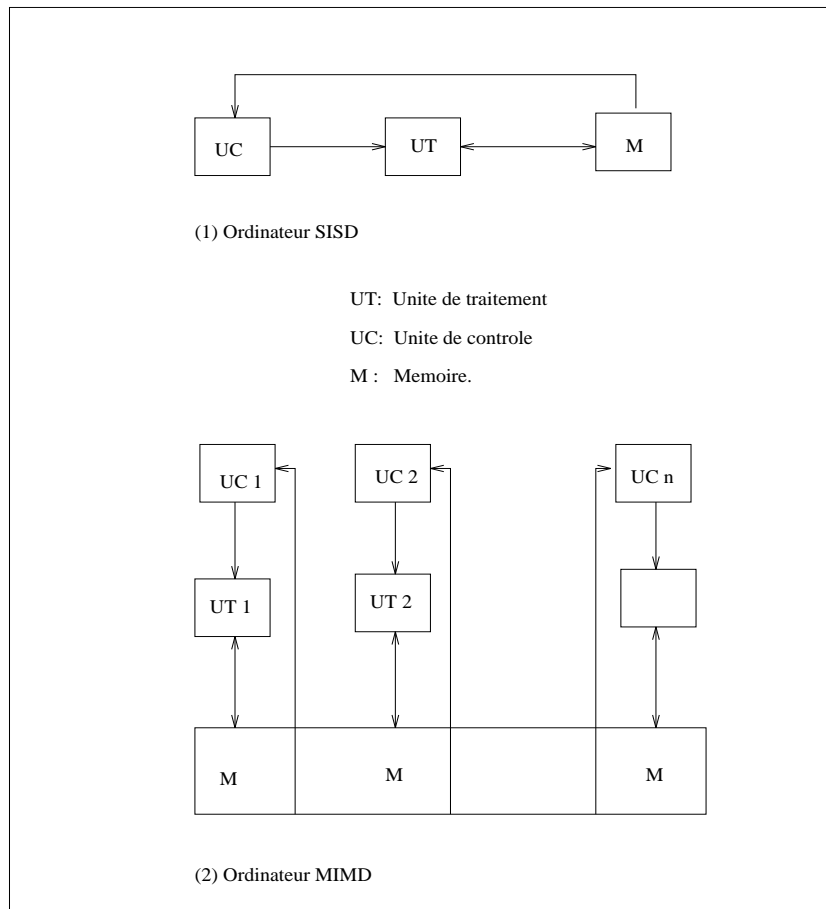 UC UT M
(1) Ordinateur SISD
UT: Unite de traitement
UC: Unite de controle
M : Memoire.
UC 1 UC 2 UC n
UT 1 UT 2
M M M
(2) Ordinateur MIMD